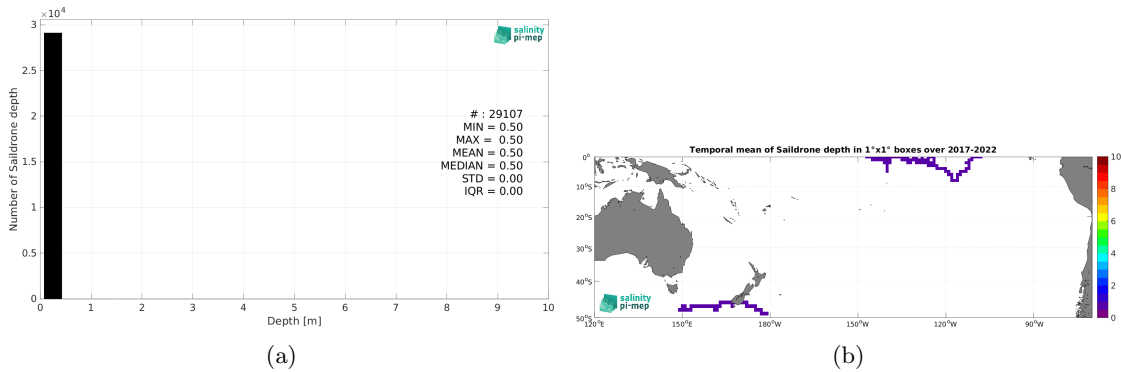 ×10⁴
3
2.5
2
1.5
1
0.5
0
Number of Saildrone depth
salinity
pi-mep
# : 29107
MIN = 0.50
MAX = 0.50
MEAN = 0.50
MEDIAN = 0.50
STD = 0.00
IQR = 0.00
0 1 2 3 4 5 6 7 8 9 10
Depth [m]
(a)
Temporal mean of Saildrone depth in 1°x1° boxes over 2017-2022
0°
10°S
20°S
30°S
40°S
50°S
salinity
pi-mep
120°E 150°E 180°W 150°W 120°W 90°W
10
8
6
4
2
0
(b)